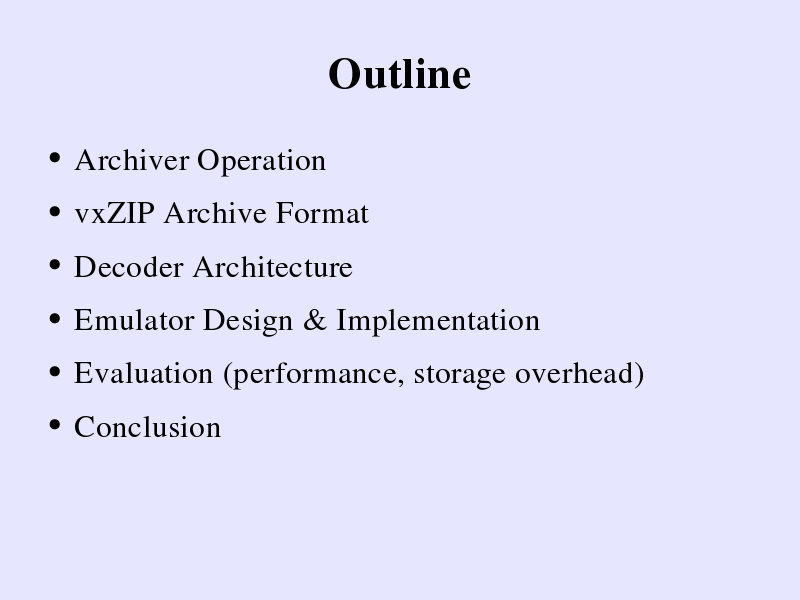 Outline
• Archiver Operation
• vxZIP Archive Format
• Decoder Architecture
• Emulator Design & Implementation
• Evaluation (performance, storage overhead)
• Conclusion